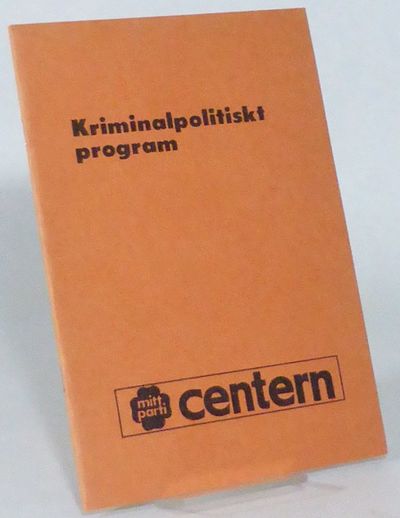 Kriminalpolitiskt
program
mitt
parti
centern